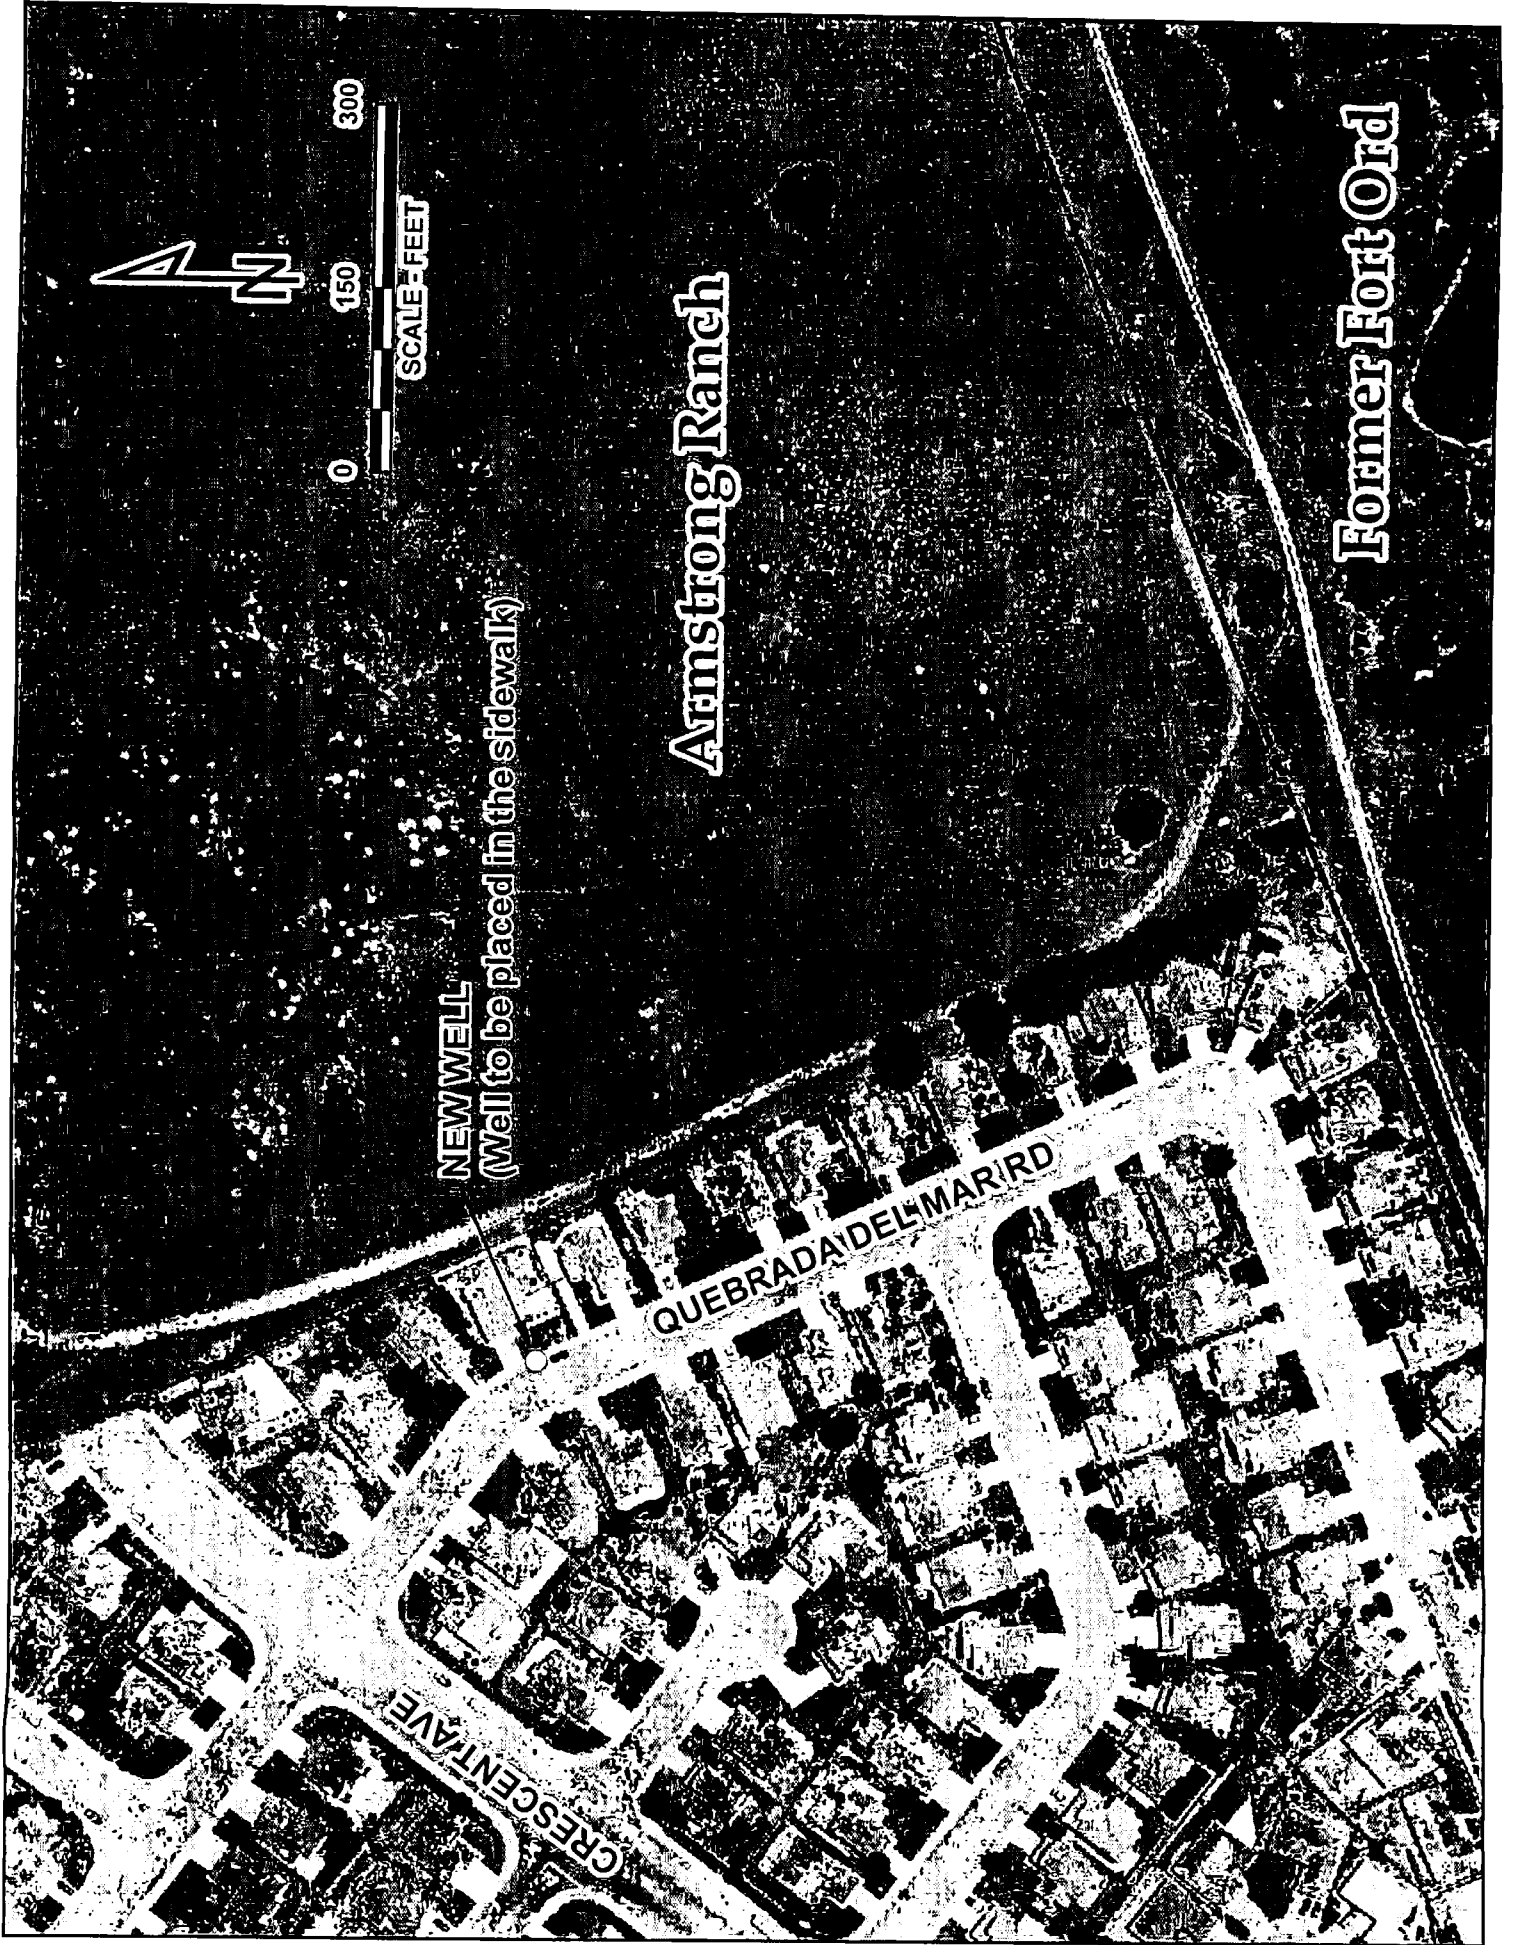 N
0 150 300
SCALE - FEET
NEW WELL
(Well to be placed in the sidewalk)
Armstrong Ranch
QUEBRADA DEL MAR RD
CRESCENT AVE
Former Fort Ord